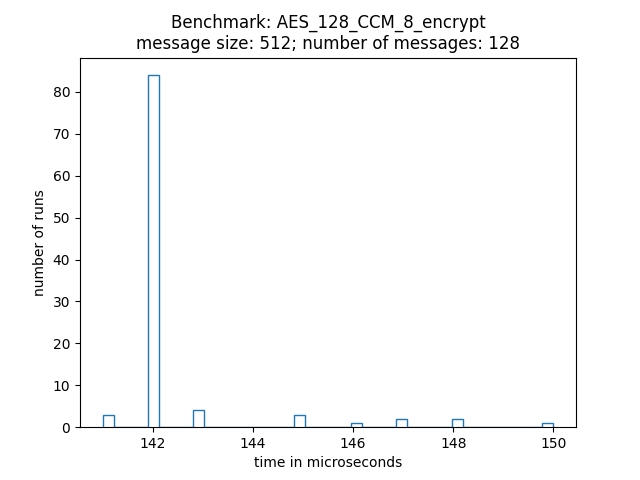 Benchmark: AES_128_CCM_8_encrypt
message size: 512; number of messages: 128
number of runs
80
70
60
50
40
30
20
10
0
142 144 146 148 150
time in microseconds